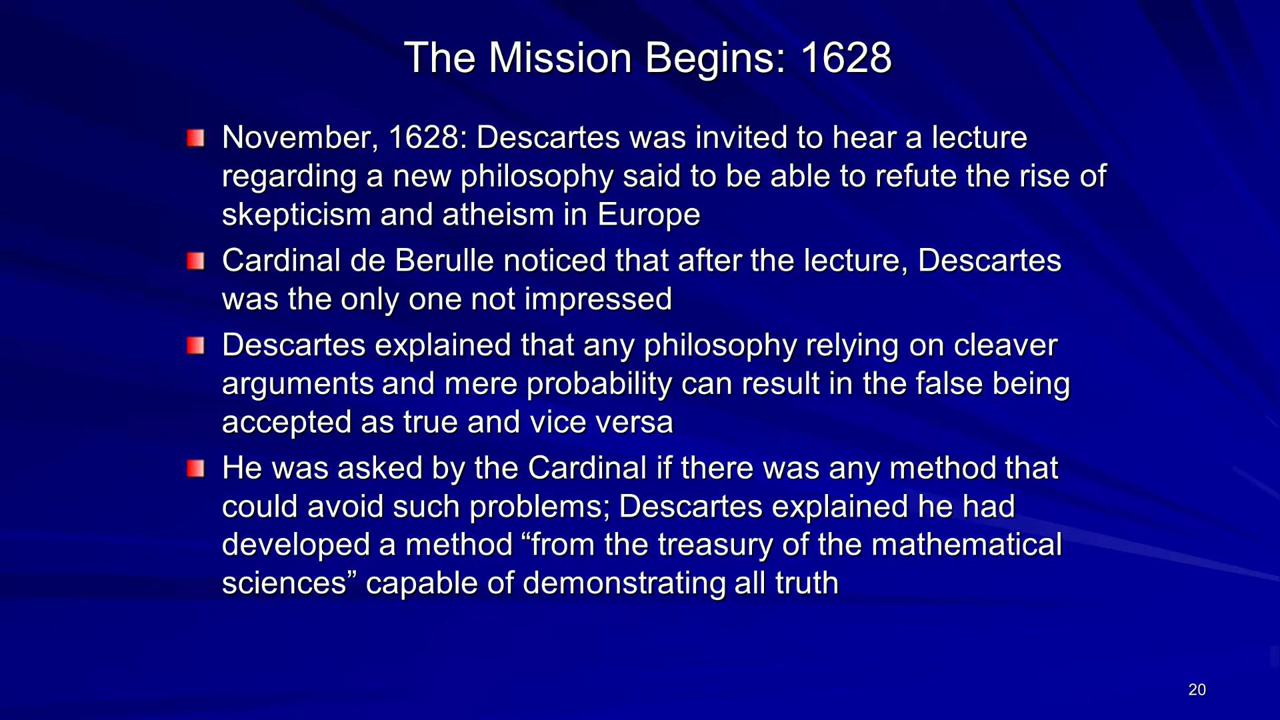 The Mission Begins: 1628
November, 1628: Descartes was invited to hear a lecture
regarding a new philosophy said to be able to refute the rise of
skepticism and atheism in Europe
Cardinal de Berulle noticed that after the lecture, Descartes
was the only one not impressed
Descartes explained that any philosophy relying on cleaver
arguments and mere probability can result in the false being
accepted as true and vice versa
He was asked by the Cardinal if there was any method that
could avoid such problems; Descartes explained he had
developed a method “from the treasury of the mathematical
sciences” capable of demonstrating all truth
20